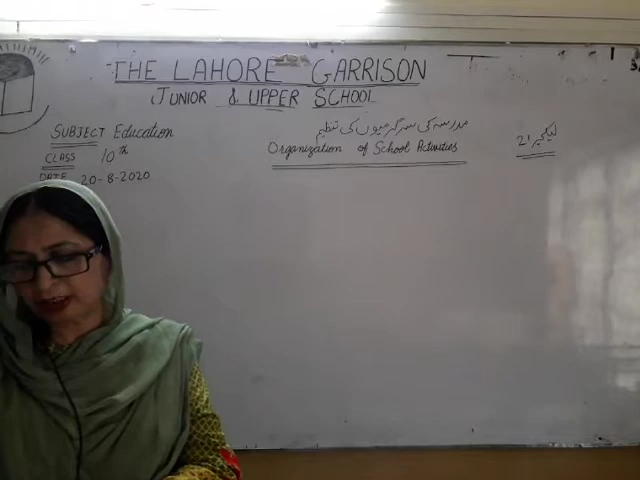 THE LAHORE GARRISON
JUNIOR & UPPER SCHOOL
SUBJECT Education
CLASS 10th
DATE 20-8-2020
مدرسہ کی سرگرمیوں کی تنظیم
Organization of School Activities
لیکچر 21